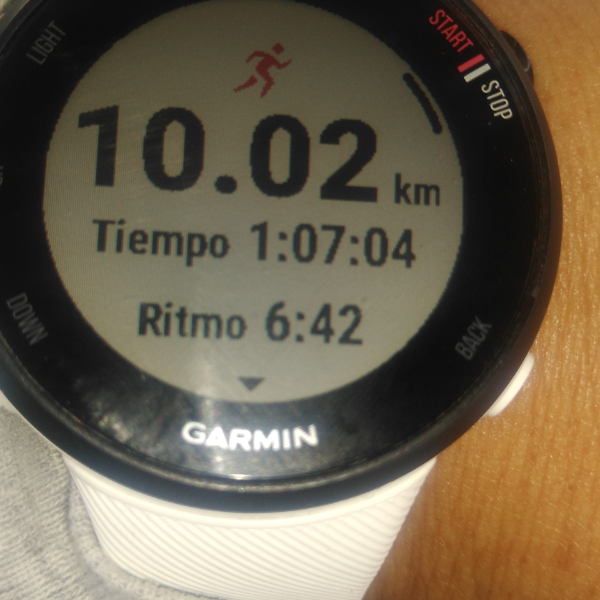 LIGHT
START
STOP
10.02 km
Tiempo 1:07:04
Ritmo 6:42
DOWN
BACK
GARMIN